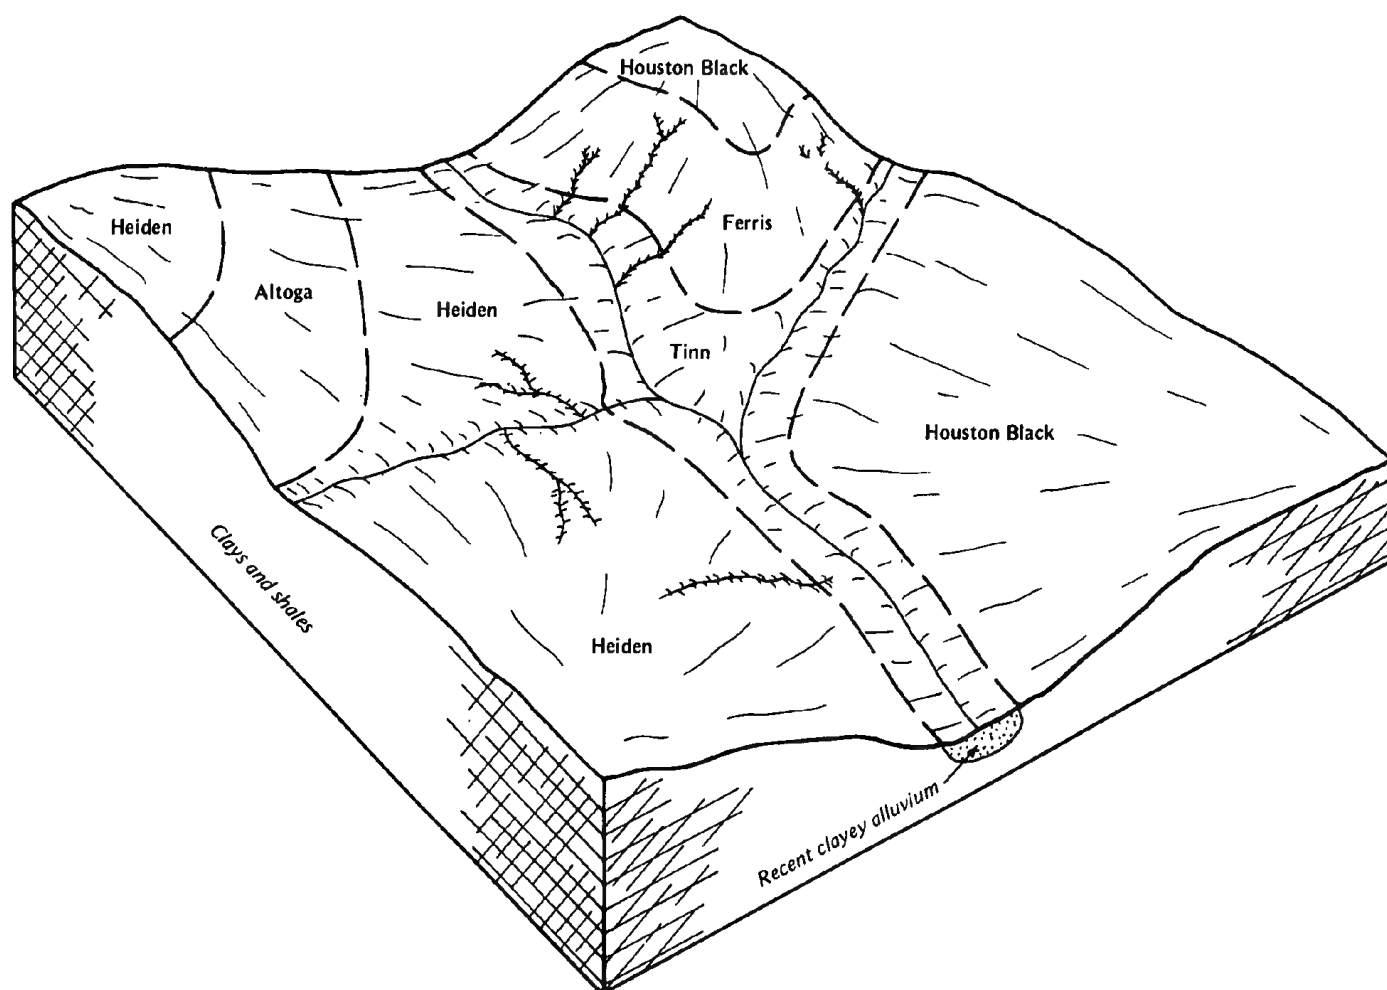 Houston Black
Heiden
Ferris
Altoga
Heiden
Tinn
Houston Black
Clays and shales
Heiden
Recent clayey alluvium